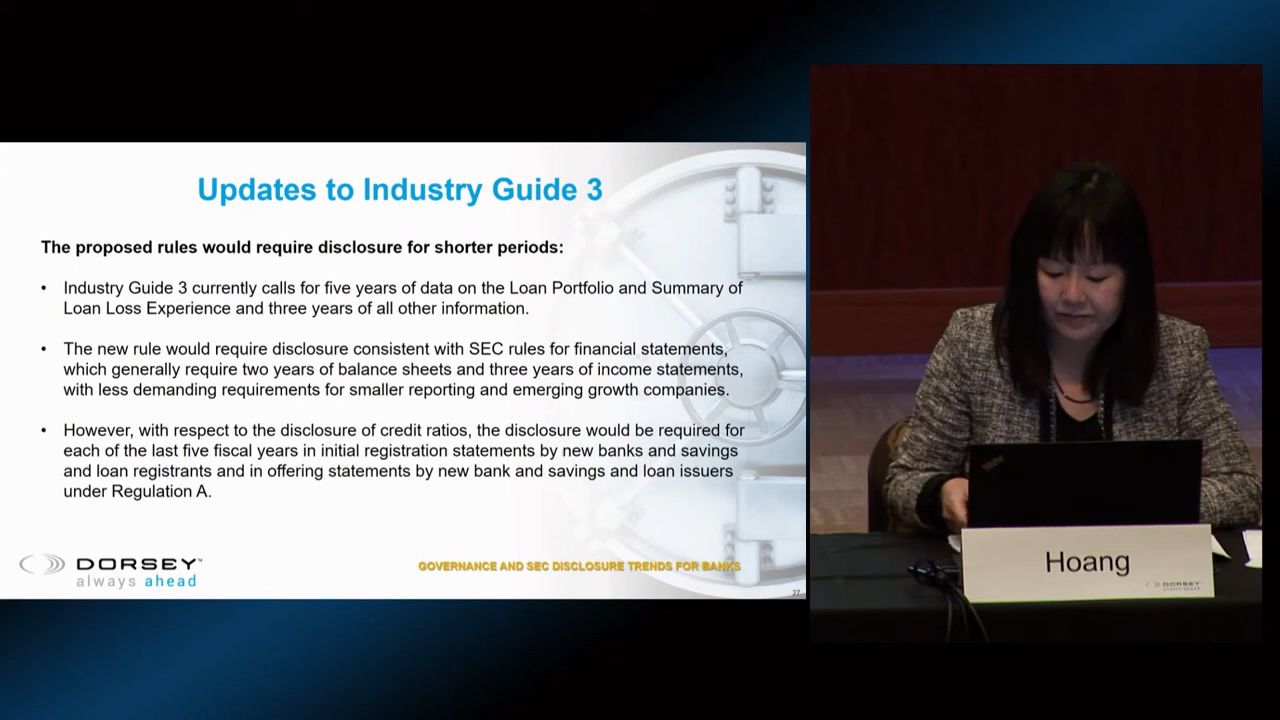 Updates to Industry Guide 3
The proposed rules would require disclosure for shorter periods:
• Industry Guide 3 currently calls for five years of data on the Loan Portfolio and Summary of
Loan Loss Experience and three years of all other information.
• The new rule would require disclosure consistent with SEC rules for financial statements,
which generally require two years of balance sheets and three years of income statements,
with less demanding requirements for smaller reporting and emerging growth companies.
• However, with respect to the disclosure of credit ratios, the disclosure would be required for
each of the last five fiscal years in initial registration statements by new banks and savings
and loan registrants and in offering statements by new bank and savings and loan issuers
under Regulation A.
DORSEY™
always ahead
GOVERNANCE AND SEC DISCLOSURE TRENDS FOR BANKS
27
ThinkPad
Hoang
DORSEY
always ahead